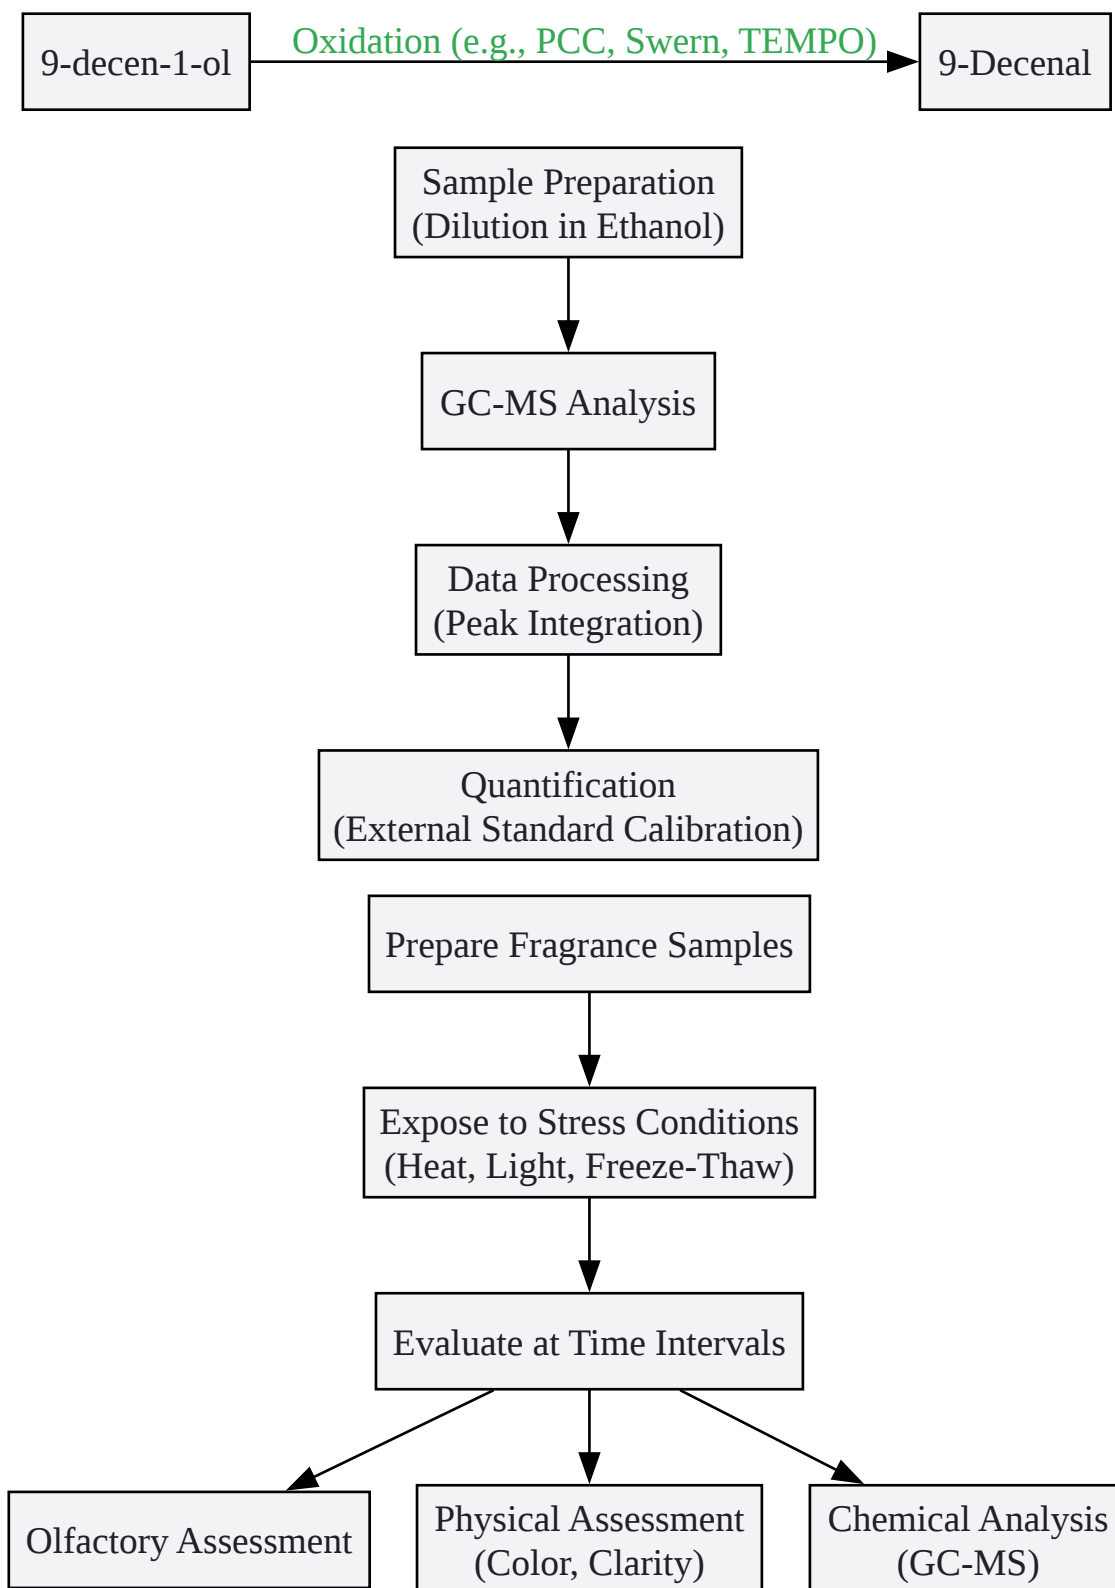 9-decen-1-ol
Oxidation (e.g., PCC, Swern, TEMPO)
9-Decenal
Sample Preparation
(Dilution in Ethanol)
GC-MS Analysis
Data Processing
(Peak Integration)
Quantification
(External Standard Calibration)
Prepare Fragrance Samples
Expose to Stress Conditions
(Heat, Light, Freeze-Thaw)
Evaluate at Time Intervals
Olfactory Assessment
Physical Assessment
(Color, Clarity)
Chemical Analysis
(GC-MS)